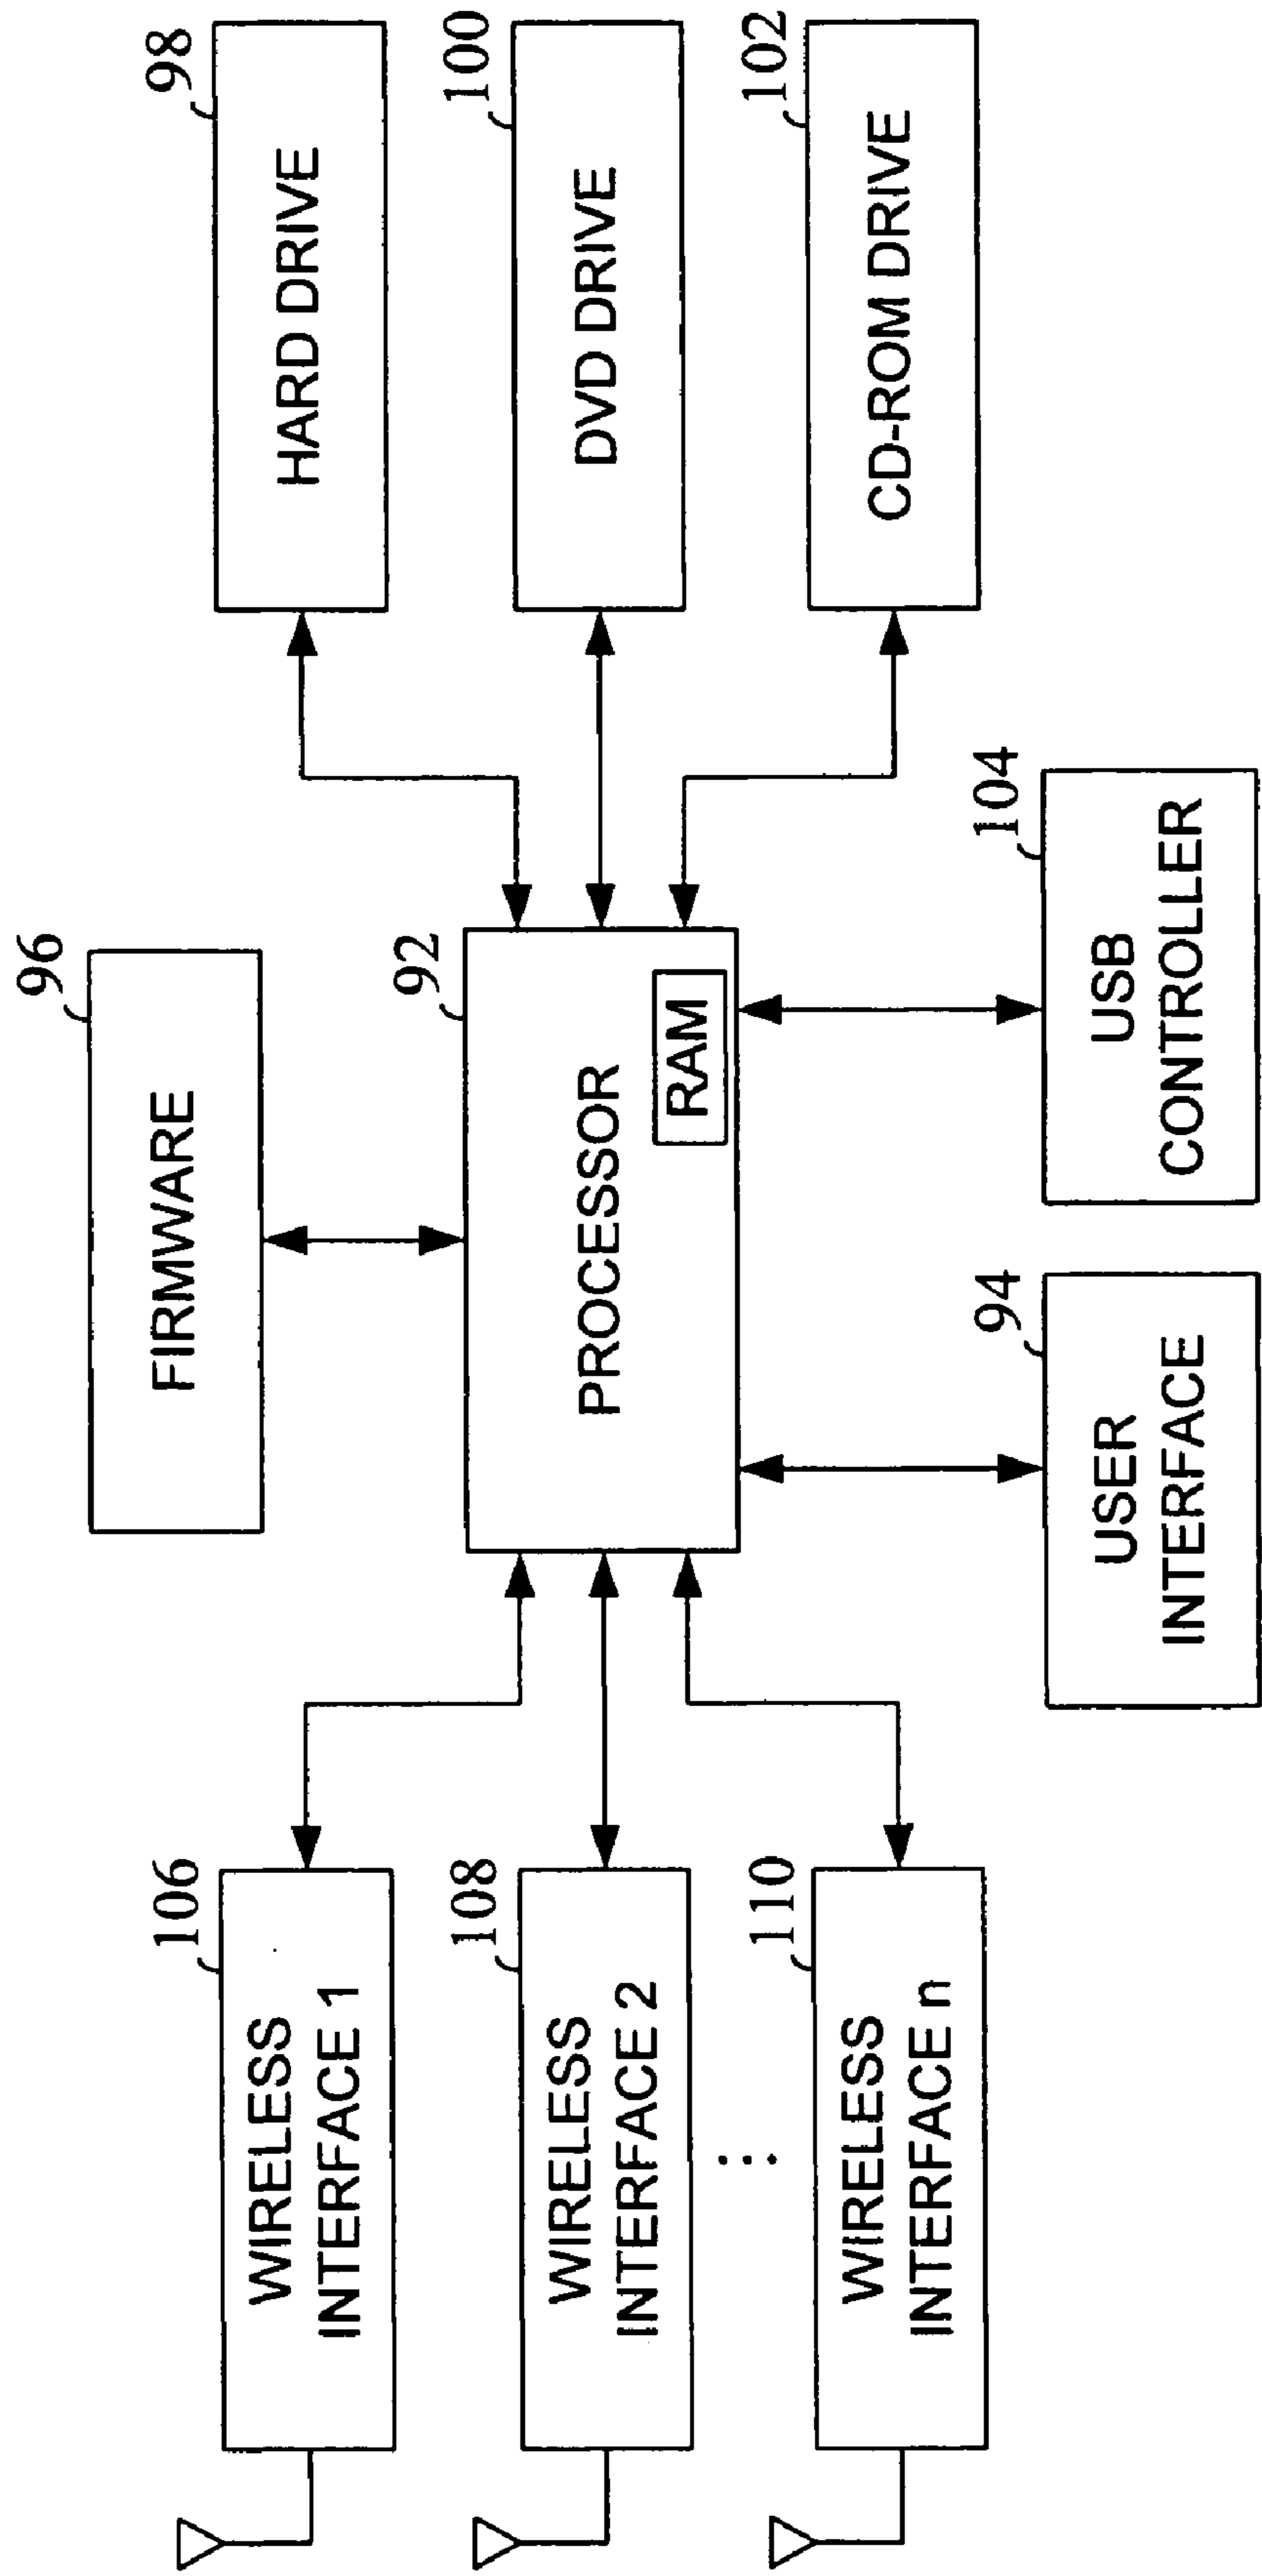 96
FIRMWARE
106
WIRELESS
INTERFACE 1
108
WIRELESS
INTERFACE 2
⋮
110
WIRELESS
INTERFACE n
92
PROCESSOR
RAM
98
HARD DRIVE
100
DVD DRIVE
102
CD-ROM DRIVE
94
USER
INTERFACE
104
USB
CONTROLLER